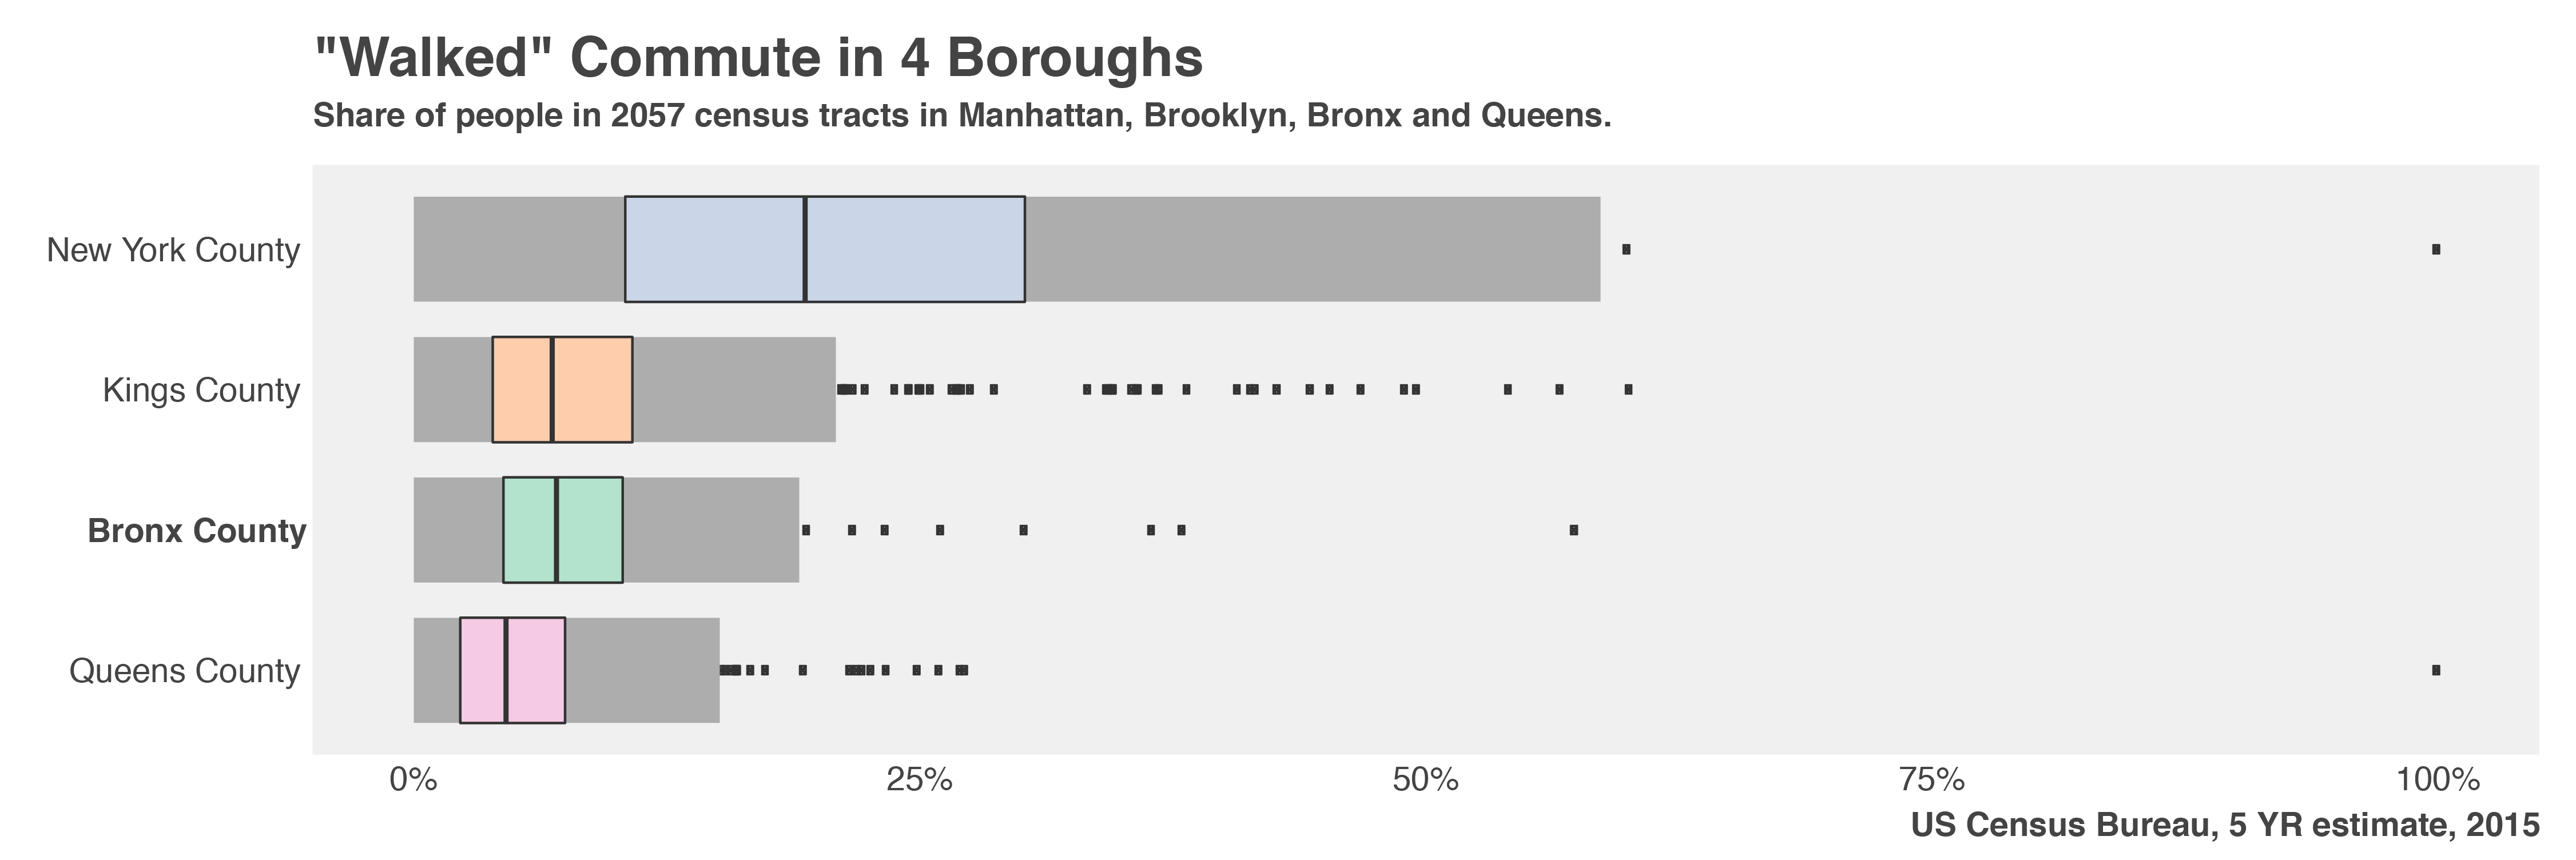 "Walked" Commute in 4 Boroughs
Share of people in 2057 census tracts in Manhattan, Brooklyn, Bronx and Queens.
New York County
Kings County
Bronx County
Queens County
0% 25% 50% 75% 100%
US Census Bureau, 5 YR estimate, 2015